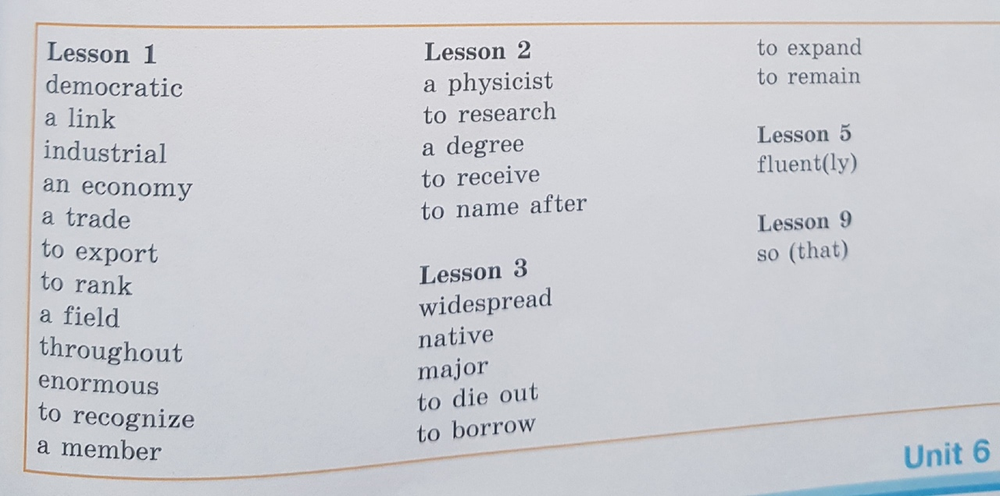 Lesson 1
democratic
a link
industrial
an economy
a trade
to export
to rank
a field
throughout
enormous
to recognize
a member
Lesson 2
a physicist
to research
a degree
to receive
to name after
Lesson 3
widespread
native
major
to die out
to borrow
to expand
to remain
Lesson 5
fluent(ly)
Lesson 9
so (that)
Unit 6